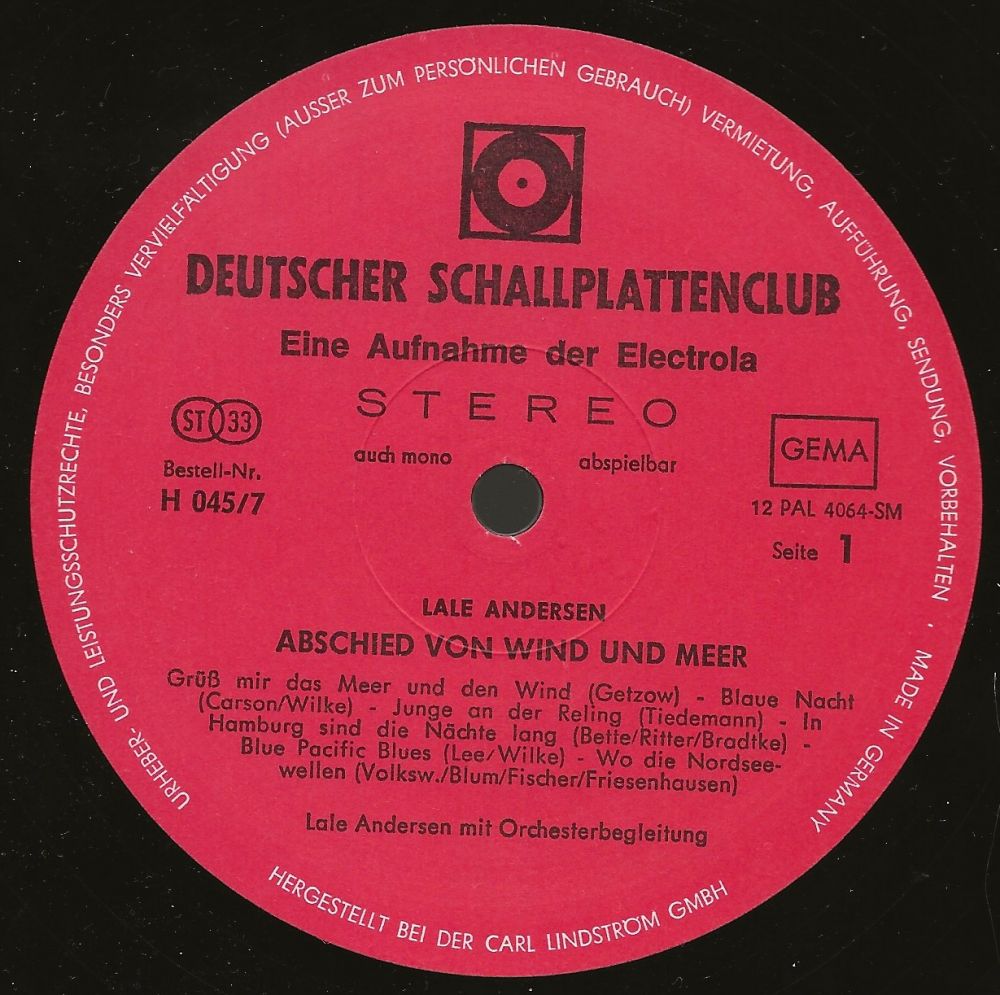 URHEBER- UND LEISTUNGSSCHUTZRECHTE, BESONDERS VERVIELFÄLTIGUNG (AUSSER ZUM PERSÖNLICHEN GEBRAUCH) VERMIETUNG, AUFFÜHRUNG, SENDUNG, VORBEHALTEN · MADE IN GERMANY
DEUTSCHER SCHALLPLATTENCLUB
Eine Aufnahme der Electrola
STEREO
auch mono abspielbar
ST 33
Bestell-Nr.
H 045/7
GEMA
12 PAL 4064-SM
Seite 1
LALE ANDERSEN
ABSCHIED VON WIND UND MEER
Grüß mir das Meer und den Wind (Getzow) - Blaue Nacht
(Carson/Wilke) - Junge an der Reling (Tiedemann) - In
Hamburg sind die Nächte lang (Bette/Ritter/Bradtke) -
Blue Pacific Blues (Lee/Wilke) - Wo die Nordsee-
wellen (Volksw./Blum/Fischer/Friesenhausen)
Lale Andersen mit Orchesterbegleitung
HERGESTELLT BEI DER CARL LINDSTRÖM GMBH